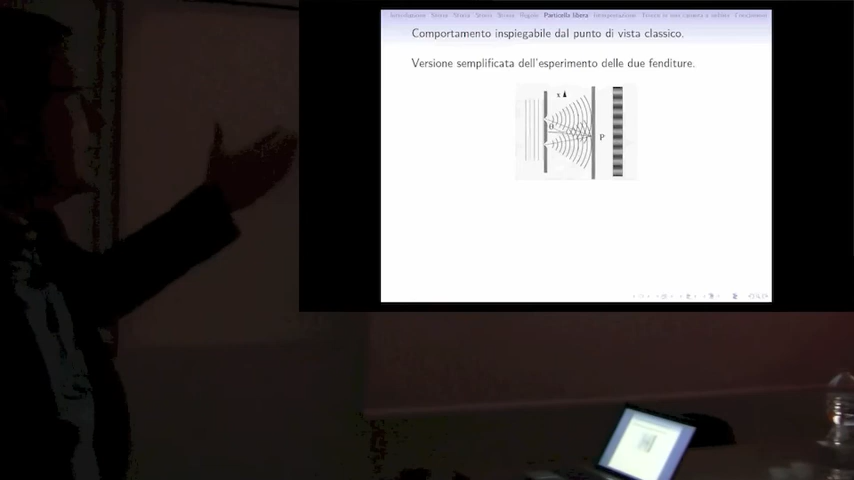 Particella libera
Comportamento inspiegabile dal punto di vista classico.
Versione semplificata dell'esperimento delle due fenditure.
x
θ
P